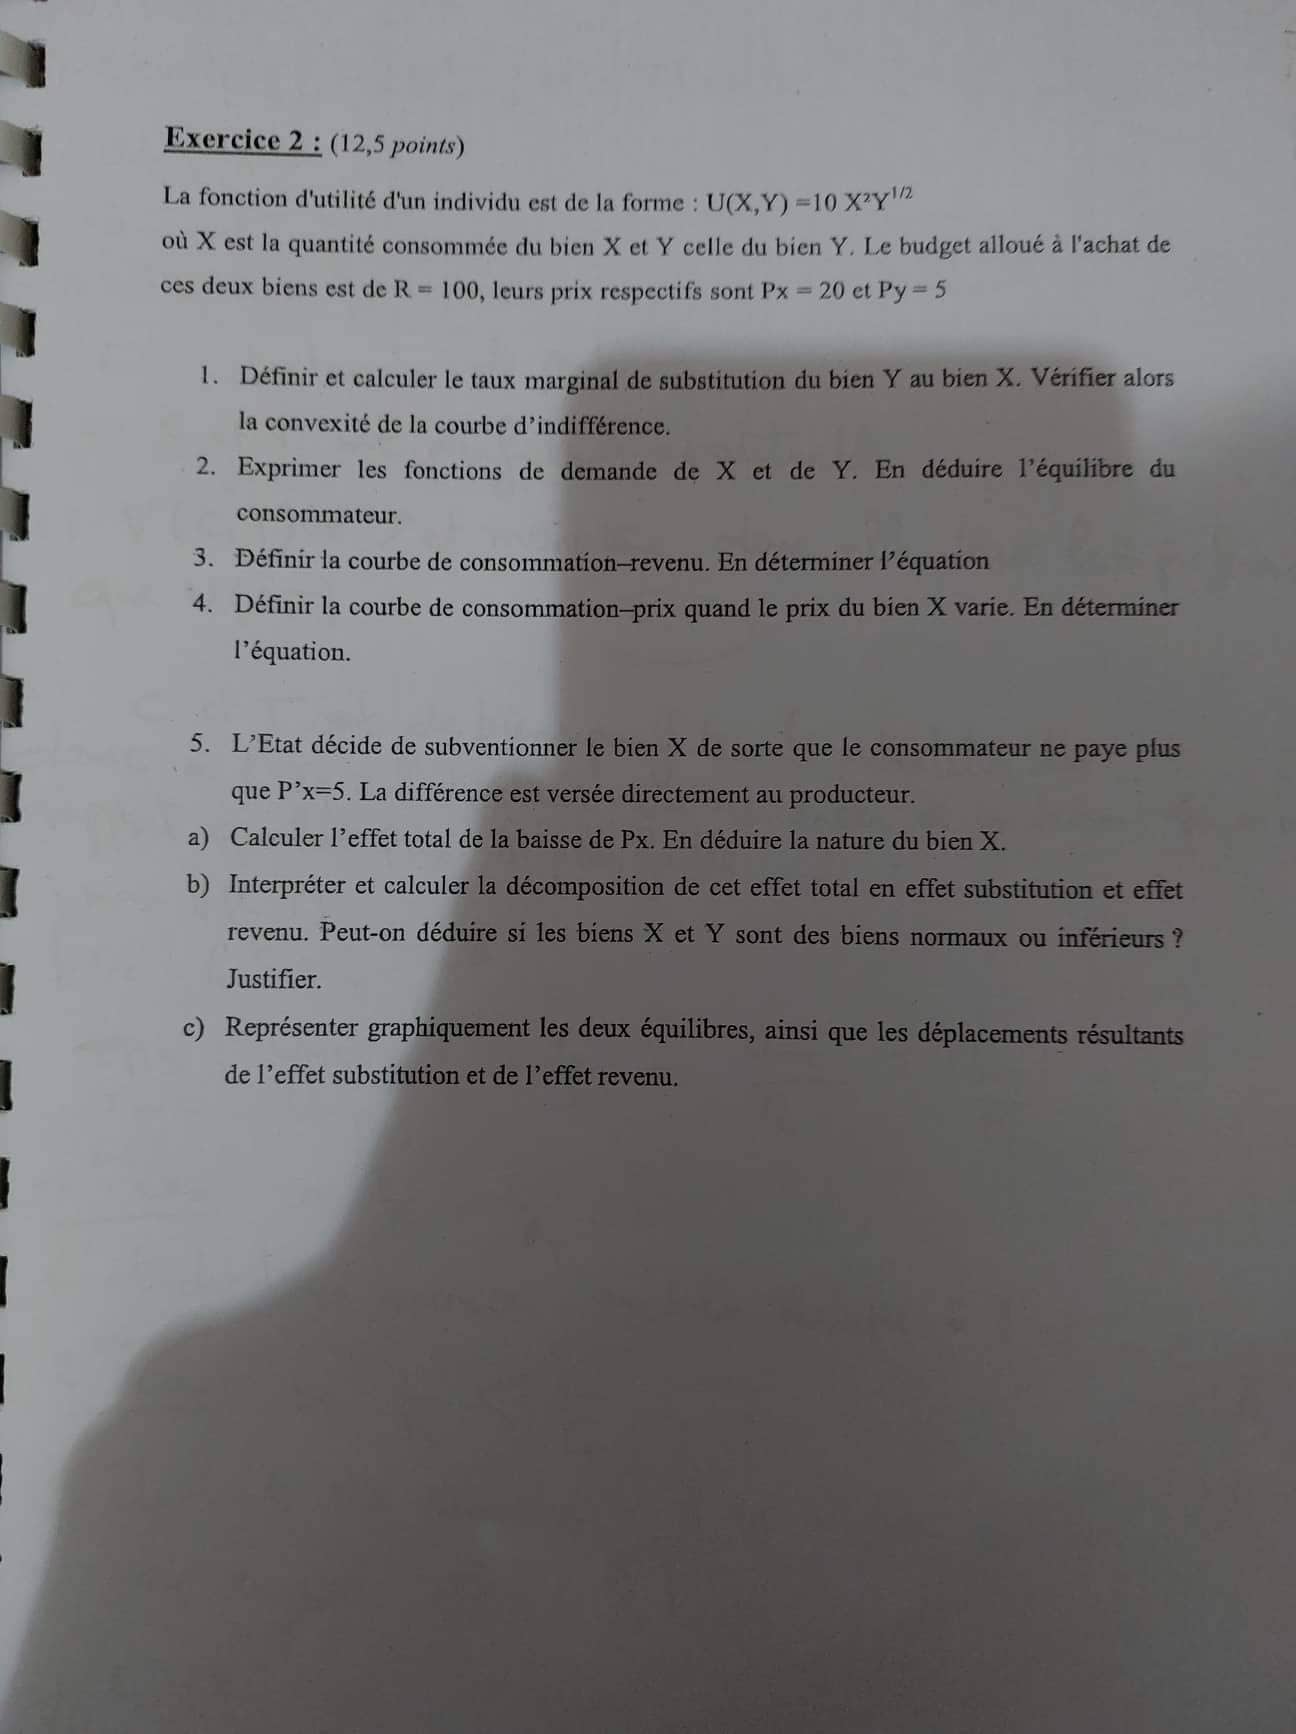 Exercice 2 : (12,5 points)
La fonction d'utilité d'un individu est de la forme : U(X,Y) =10 X²Y^1/2
où X est la quantité consommée du bien X et Y celle du bien Y. Le budget alloué à l'achat de
ces deux biens est de R = 100, leurs prix respectifs sont Px = 20 et Py = 5
1. Définir et calculer le taux marginal de substitution du bien Y au bien X. Vérifier alors
la convexité de la courbe d’indifférence.
2. Exprimer les fonctions de demande de X et de Y. En déduire l’équilibre du
consommateur.
3. Définir la courbe de consommation–revenu. En déterminer l’équation
4. Définir la courbe de consommation–prix quand le prix du bien X varie. En déterminer
l’équation.
5. L’Etat décide de subventionner le bien X de sorte que le consommateur ne paye plus
que P’x=5. La différence est versée directement au producteur.
a) Calculer l’effet total de la baisse de Px. En déduire la nature du bien X.
b) Interpréter et calculer la décomposition de cet effet total en effet substitution et effet
revenu. Peut-on déduire si les biens X et Y sont des biens normaux ou inférieurs ?
Justifier.
c) Représenter graphiquement les deux équilibres, ainsi que les déplacements résultants
de l’effet substitution et de l’effet revenu.